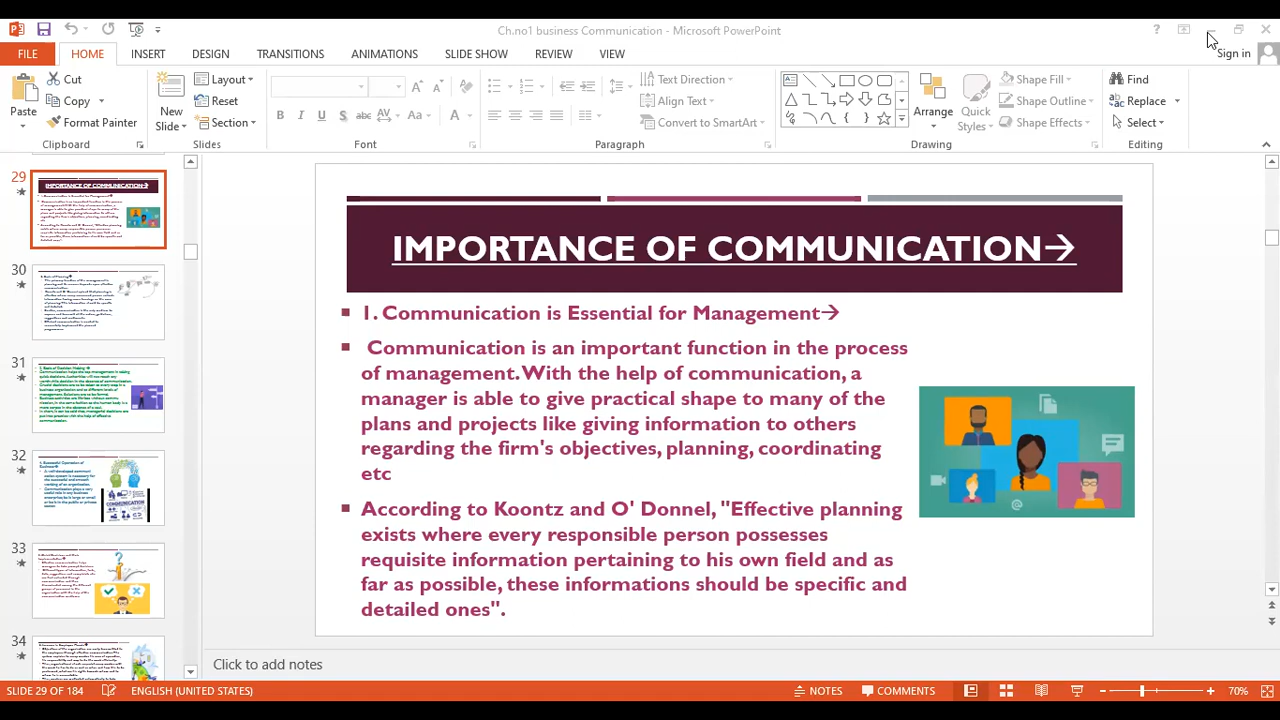 Ch.no1 business Communication - Microsoft PowerPoint
?
Sign in
FILE HOME INSERT DESIGN TRANSITIONS ANIMATIONS SLIDE SHOW REVIEW VIEW
Paste
Cut
Copy
Format Painter
Clipboard
New Slide
Layout
Reset
Section
Slides
B I U S abc AV Aa A
Font
Text Direction
Align Text
Convert to SmartArt
Paragraph
Arrange
Quick Styles
Shape Fill
Shape Outline
Shape Effects
Drawing
Find
Replace
Select
Editing
29
IMPORTANCE OF COMMUNICATION→
30
31
32
33
34
IMPORTANCE OF COMMUNICATION→
■ 1. Communication is Essential for Management→
■ Communication is an important function in the process
of management. With the help of communication, a
manager is able to give practical shape to many of the
plans and projects like giving information to others
regarding the firm's objectives, planning, coordinating
etc
■ According to Koontz and O' Donnel, "Effective planning
exists where every responsible person possesses
requisite information pertaining to his own field and as
far as possible, these informations should be specific and
detailed ones".
Click to add notes
SLIDE 29 OF 184 ENGLISH (UNITED STATES) NOTES COMMENTS 70%